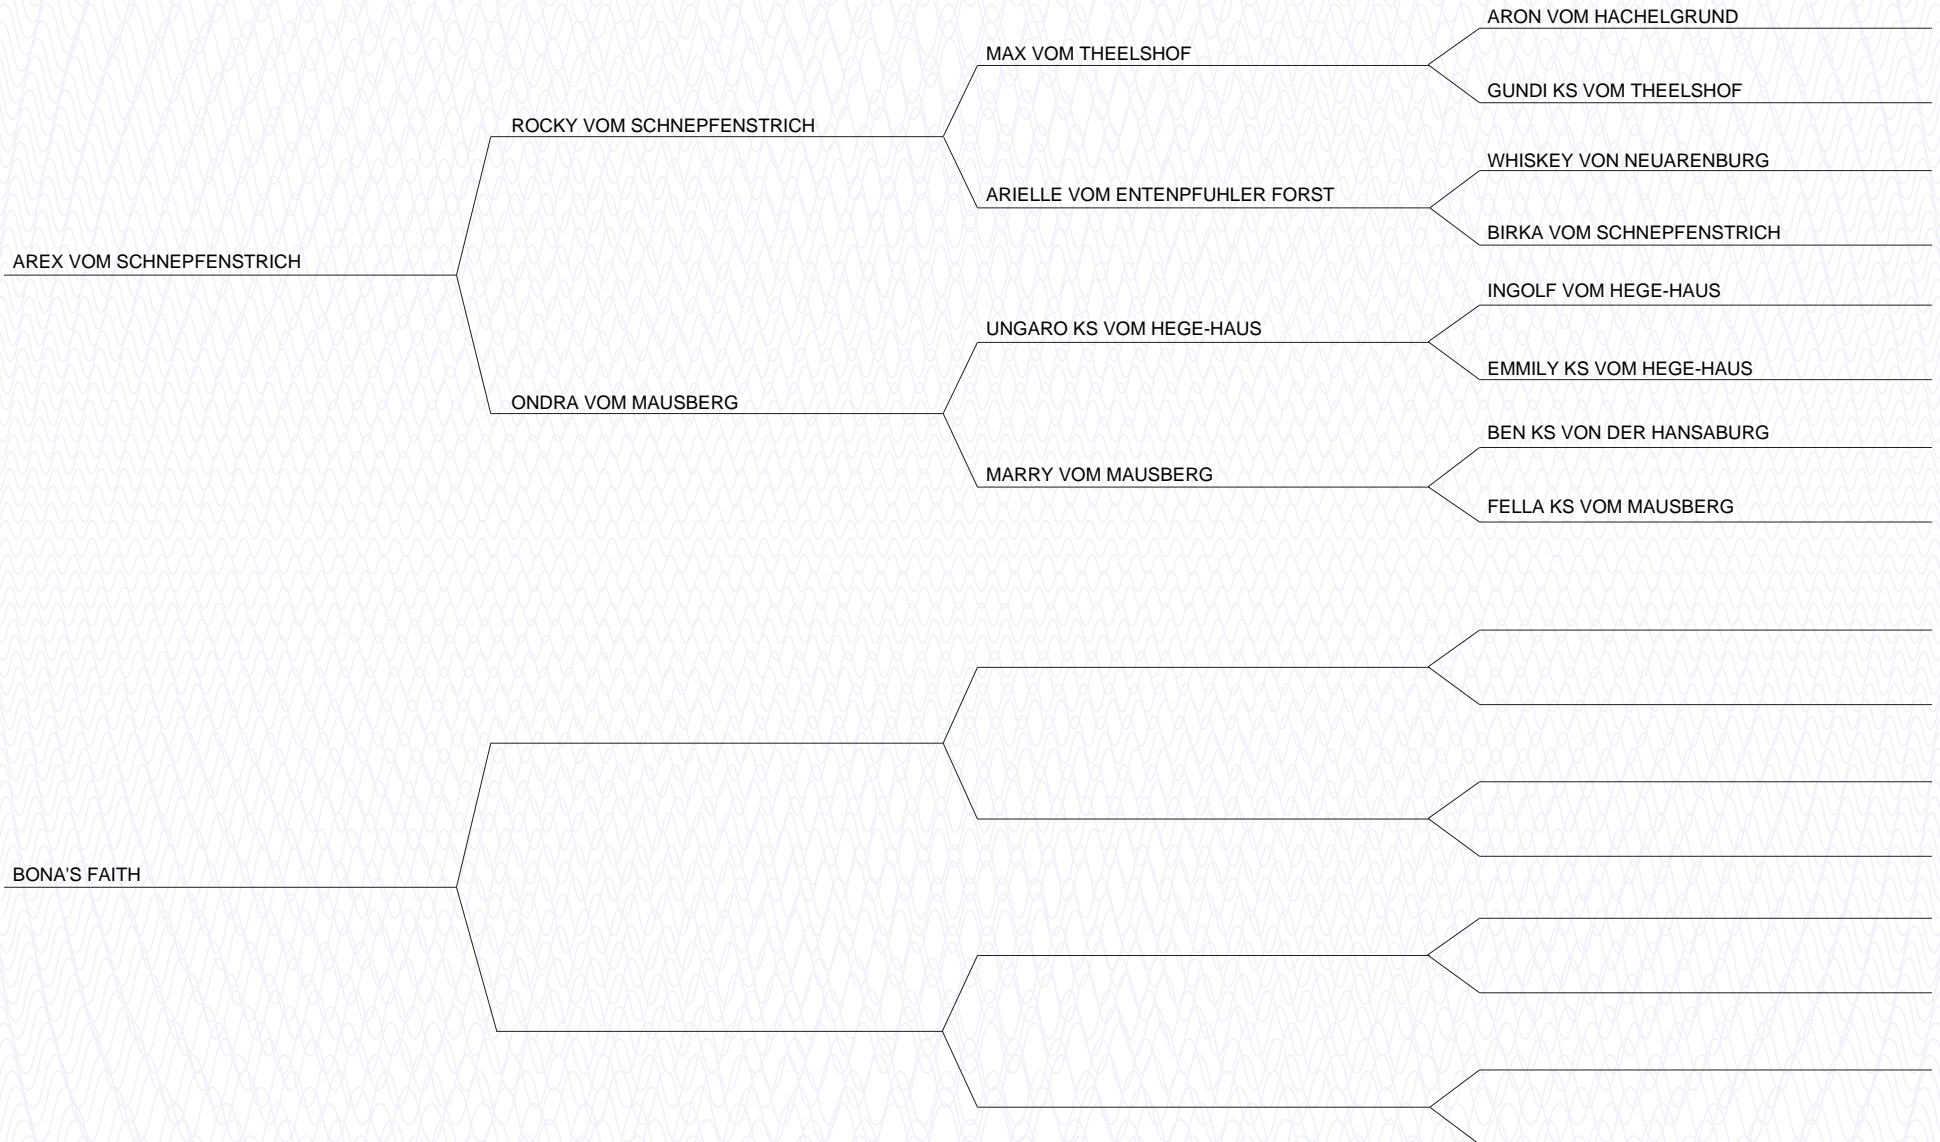 ARON VOM HACHELGRUND
MAX VOM THEELSHOF
GUNDI KS VOM THEELSHOF
ROCKY VOM SCHNEPFENSTRICH
WHISKEY VON NEUARENBURG
ARIELLE VOM ENTENPFUHLER FORST
BIRKA VOM SCHNEPFENSTRICH
AREX VOM SCHNEPFENSTRICH
INGOLF VOM HEGE-HAUS
UNGARO KS VOM HEGE-HAUS
EMMILY KS VOM HEGE-HAUS
ONDRA VOM MAUSBERG
BEN KS VON DER HANSABURG
MARRY VOM MAUSBERG
FELLA KS VOM MAUSBERG
BONA'S FAITH